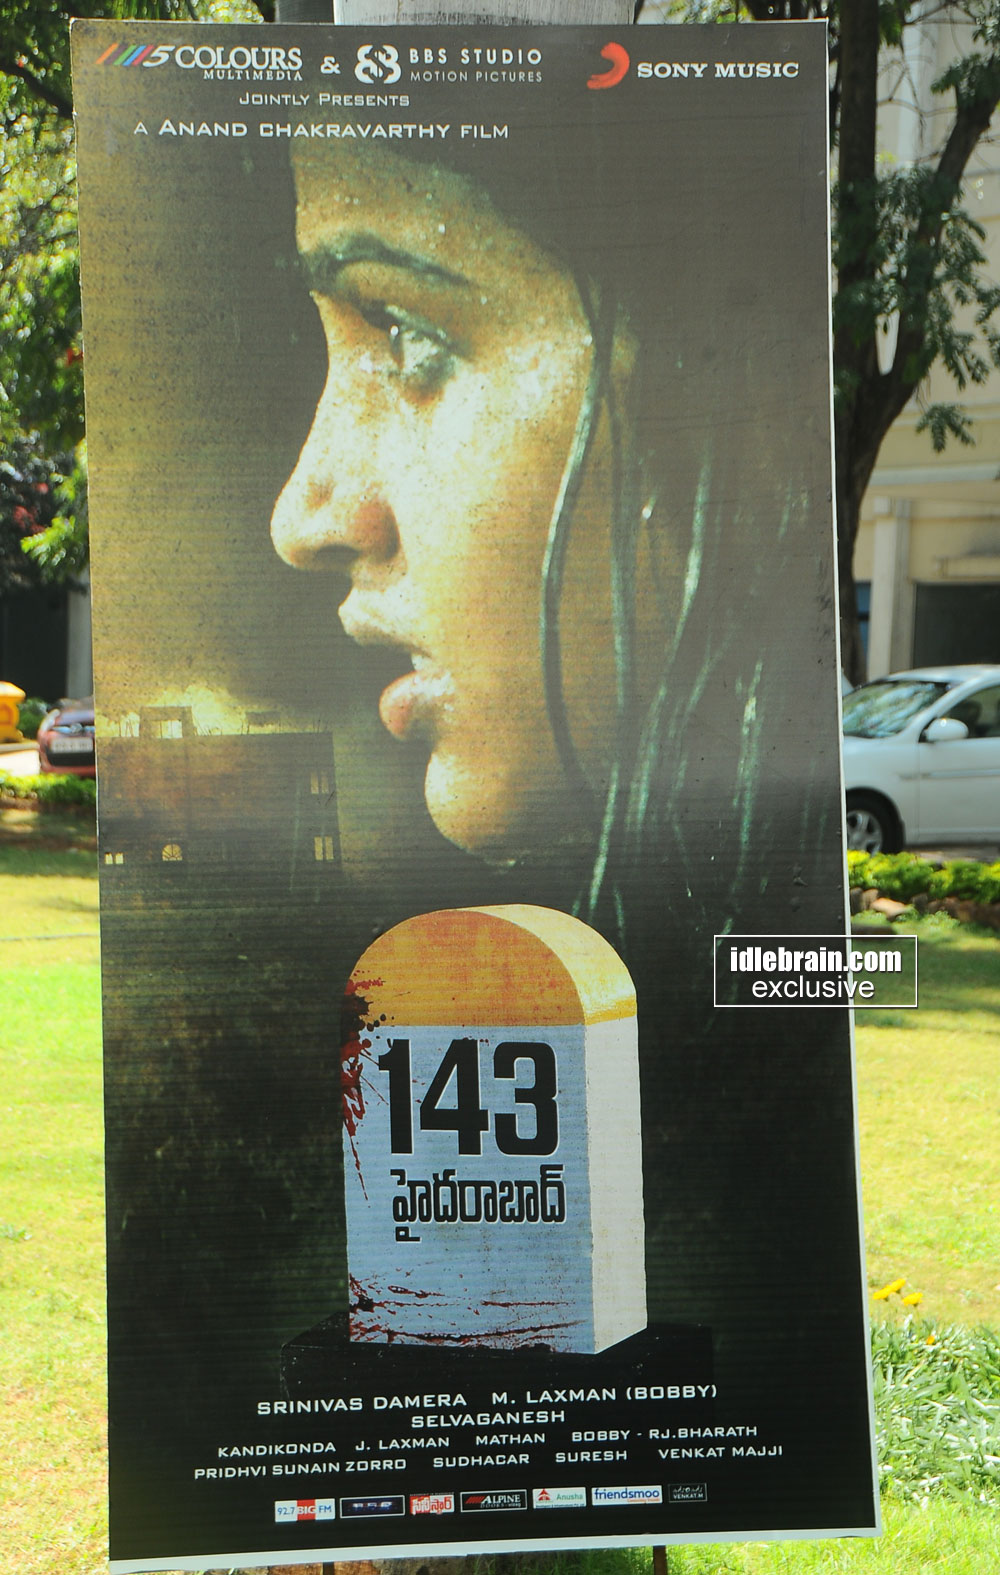 5 COLOURS MULTIMEDIA & BBS STUDIO MOTION PICTURES SONY MUSIC
JOINTLY PRESENTS
A ANAND CHAKRAVARTHY FILM
idlebrain.com
exclusive
143
హైదరాబాద్
SRINIVAS DAMERA M. LAXMAN (BOBBY)
SELVAGANESH
KANDIKONDA J. LAXMAN MATHAN BOBBY - RJ.BHARATH
PRIDHVI SUNAIN ZORRO SUDHACAR SURESH VENKAT MAJJI
92.7 BIG FM ALPINE Anusha friendsmoo VENKAT.M